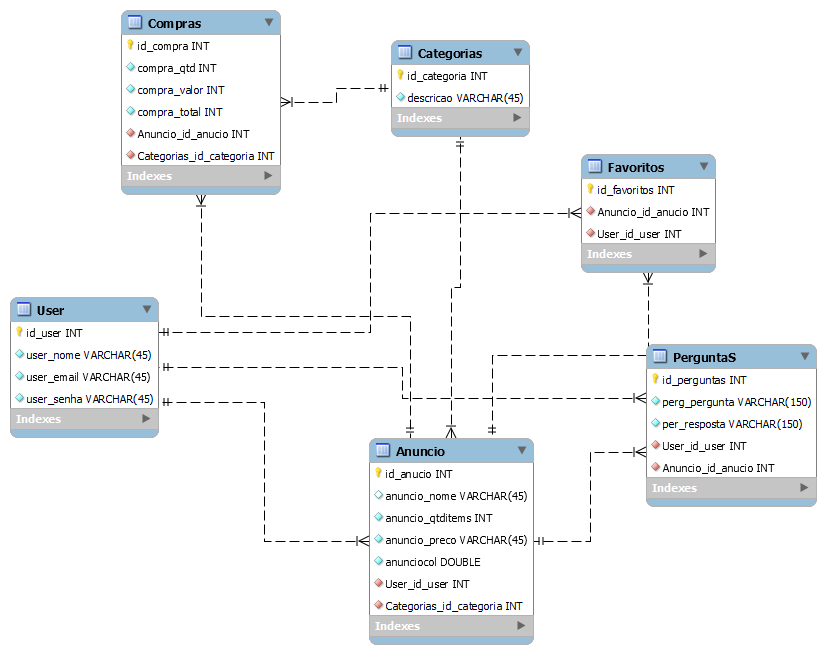 Compras
id_compra INT
compra_qtd INT
compra_valor INT
compra_total INT
Anuncio_id_anucio INT
Categorias_id_categoria INT
Indexes
Categorias
id_categoria INT
descricao VARCHAR(45)
Indexes
Favoritos
id_favoritos INT
Anuncio_id_anucio INT
User_id_user INT
Indexes
User
id_user INT
user_nome VARCHAR(45)
user_email VARCHAR(45)
user_senha VARCHAR(45)
Indexes
PerguntaS
id_perguntas INT
perg_pergunta VARCHAR(150)
per_resposta VARCHAR(150)
User_id_user INT
Anuncio_id_anucio INT
Indexes
Anuncio
id_anucio INT
anuncio_nome VARCHAR(45)
anuncio_qtditems INT
anuncio_preco VARCHAR(45)
anunciocol DOUBLE
User_id_user INT
Categorias_id_categoria INT
Indexes